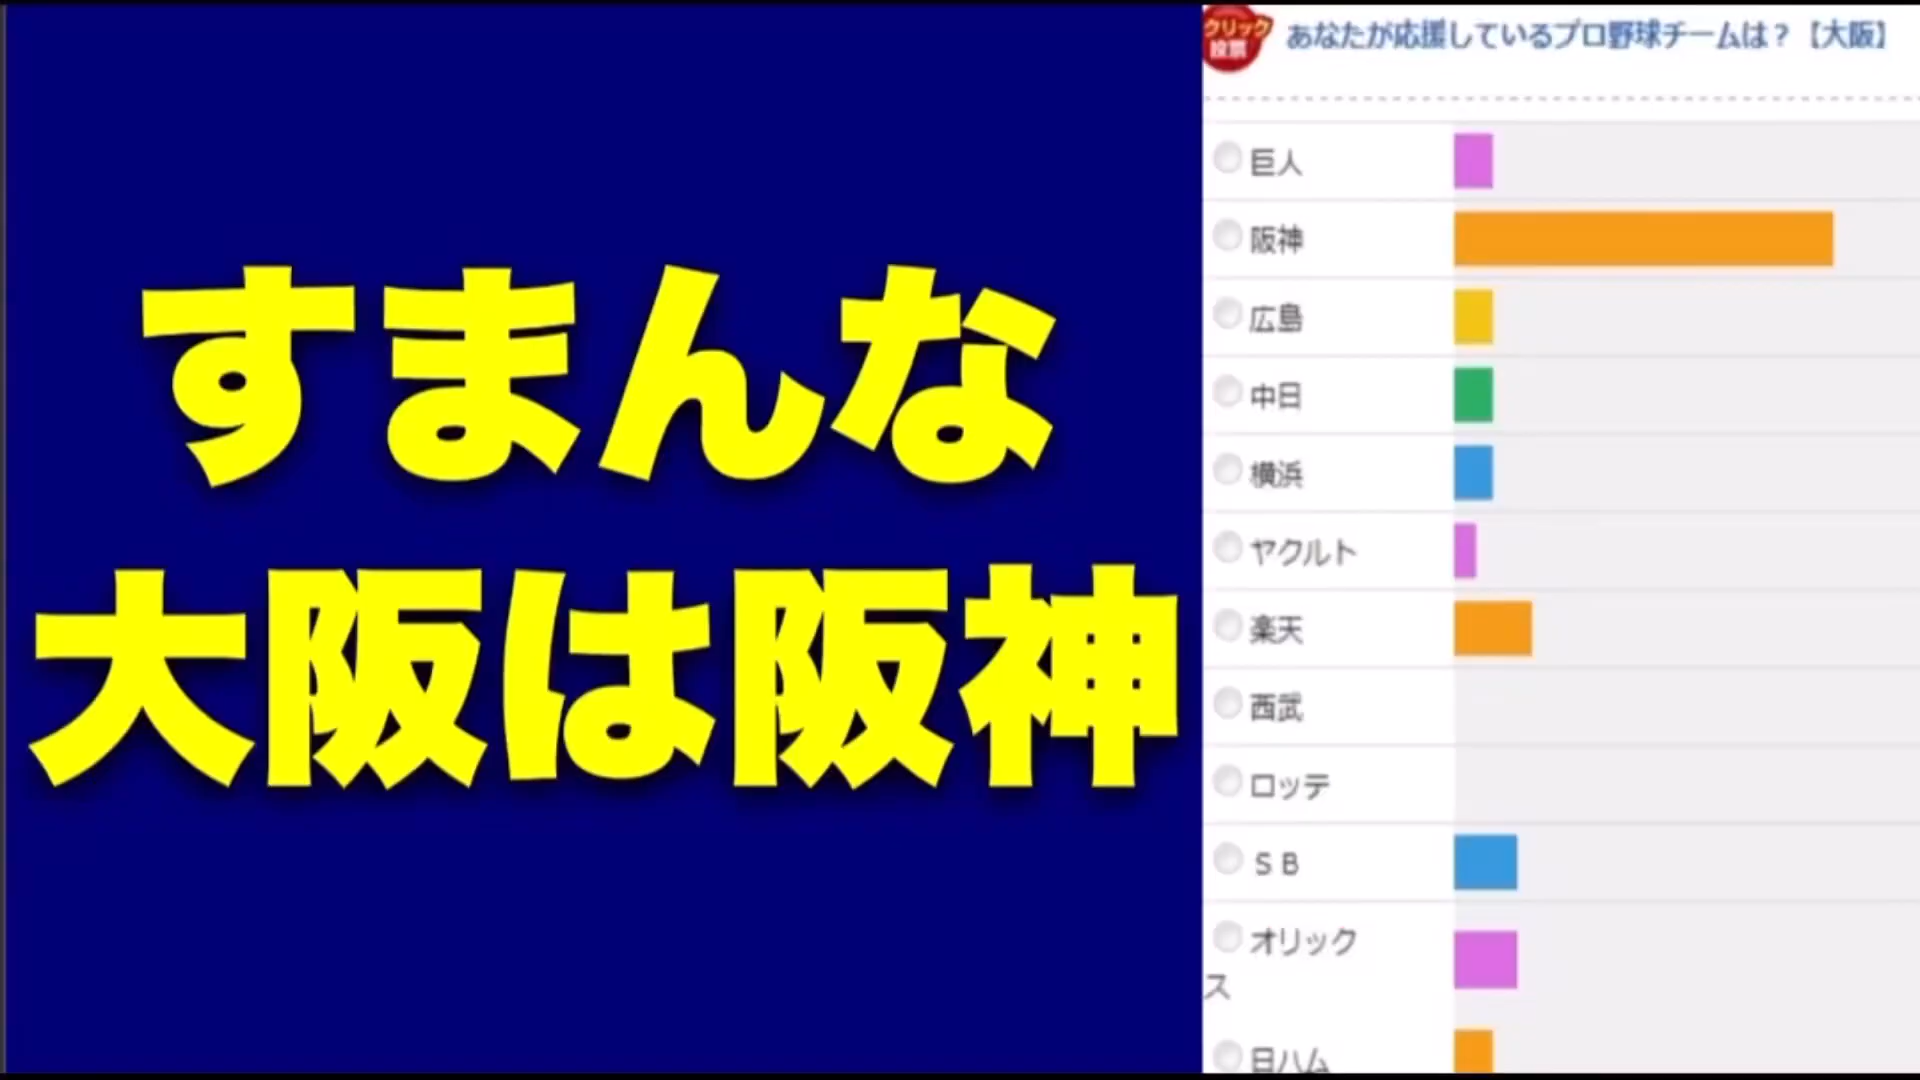 すまんな
大阪は阪神
クリック
投票
あなたが応援しているプロ野球チームは？【大阪】
巨人
阪神
広島
中日
横浜
ヤクルト
楽天
西武
ロッテ
ＳＢ
オリック
ス
日ハム